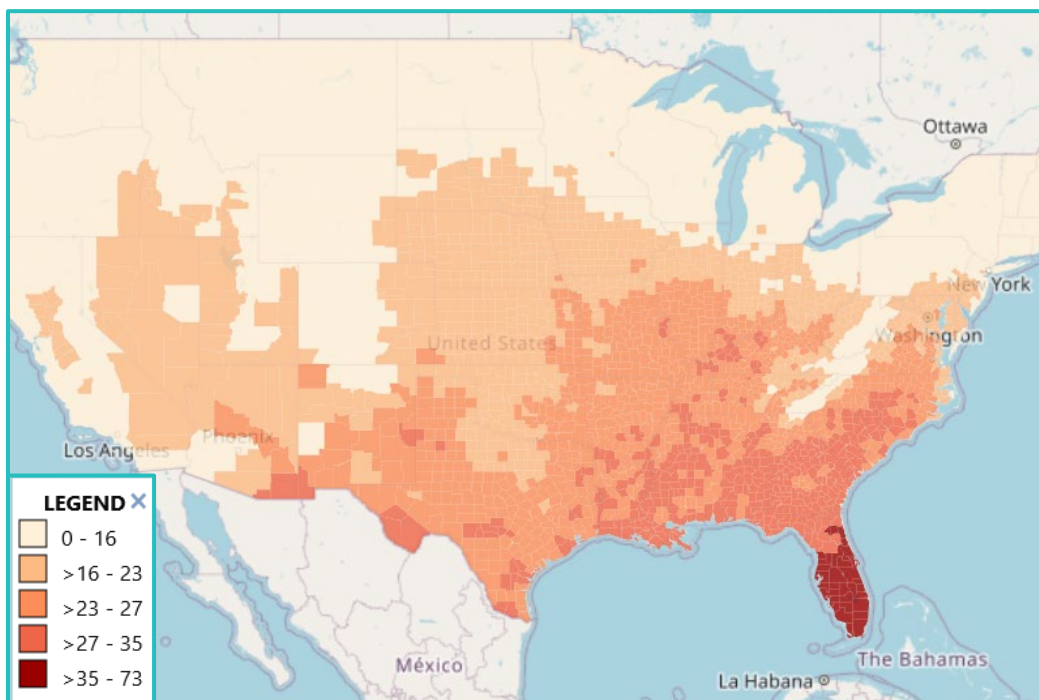 Ottawa
New York
Washington
United States
Los Angeles
Phoenix
LEGEND ×
0 - 16
>16 - 23
>23 - 27
>27 - 35
>35 - 73
México
The Bahamas
La Habana